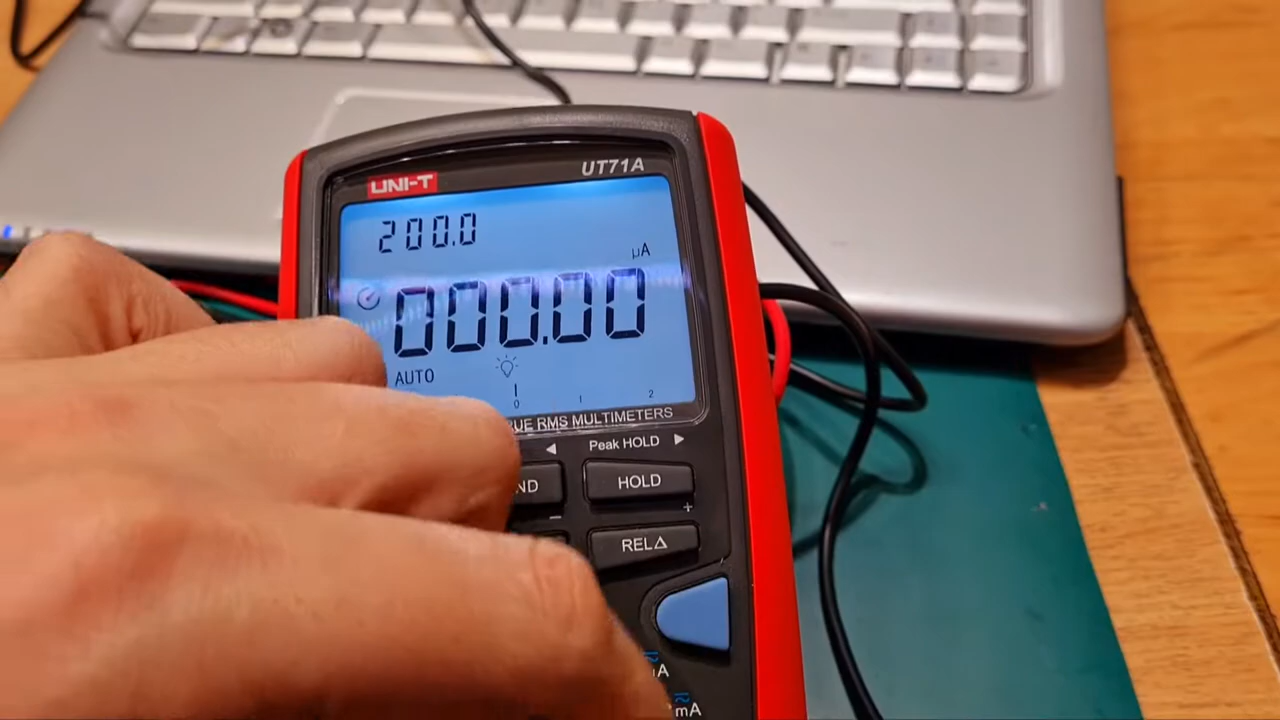 UT71A
UNI-T
200.0
µA
000.00
AUTO
0 1 2
RUE RMS MULTIMETERS
◀ Peak HOLD ▶
ND HOLD
− +
REL△
mA